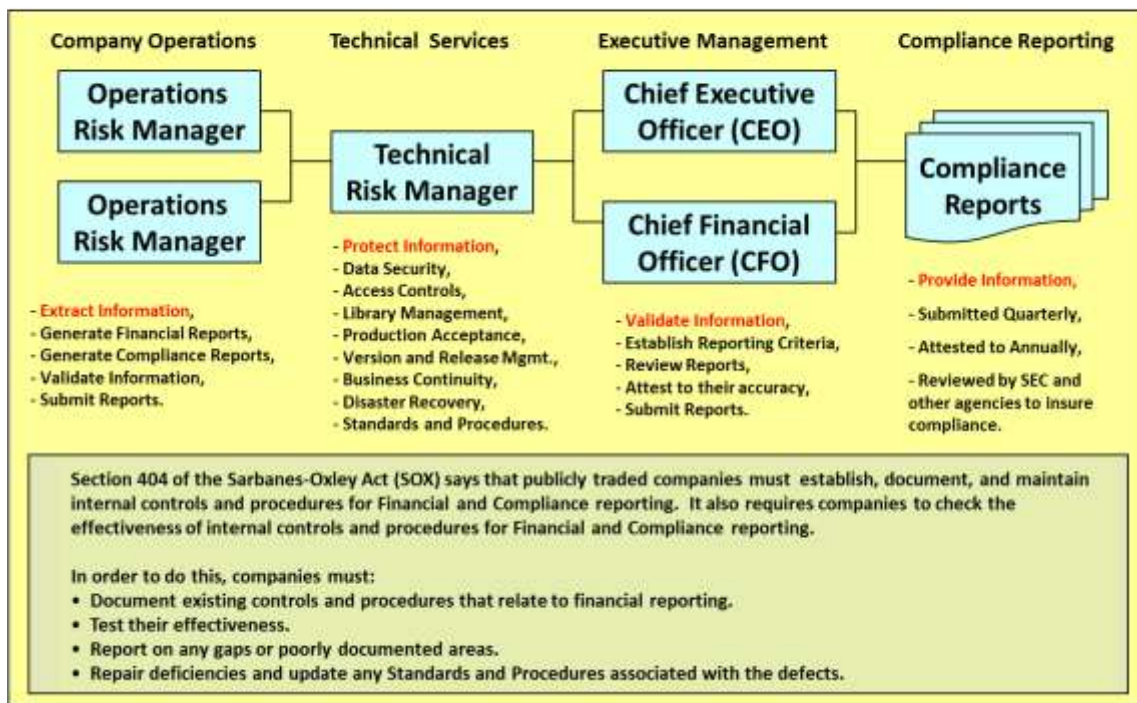 Company Operations
Technical Services
Executive Management
Compliance Reporting
Operations
Risk Manager
Operations
Risk Manager
- Extract Information,
- Generate Financial Reports,
- Generate Compliance Reports,
- Validate Information,
- Submit Reports.
Technical
Risk Manager
- Protect Information,
- Data Security,
- Access Controls,
- Library Management,
- Production Acceptance,
- Version and Release Mgmt.,
- Business Continuity,
- Disaster Recovery,
- Standards and Procedures.
Chief Executive
Officer (CEO)
Chief Financial
Officer (CFO)
- Validate Information,
- Establish Reporting Criteria,
- Review Reports,
- Attest to their accuracy,
- Submit Reports.
Compliance
Reports
- Provide Information,
- Submitted Quarterly,
- Attested to Annually,
- Reviewed by SEC and
other agencies to insure
compliance.
Section 404 of the Sarbanes-Oxley Act (SOX) says that publicly traded companies must establish, document, and maintain
internal controls and procedures for Financial and Compliance reporting. It also requires companies to check the
effectiveness of internal controls and procedures for Financial and Compliance reporting.
In order to do this, companies must:
• Document existing controls and procedures that relate to financial reporting.
• Test their effectiveness.
• Report on any gaps or poorly documented areas.
• Repair deficiencies and update any Standards and Procedures associated with the defects.